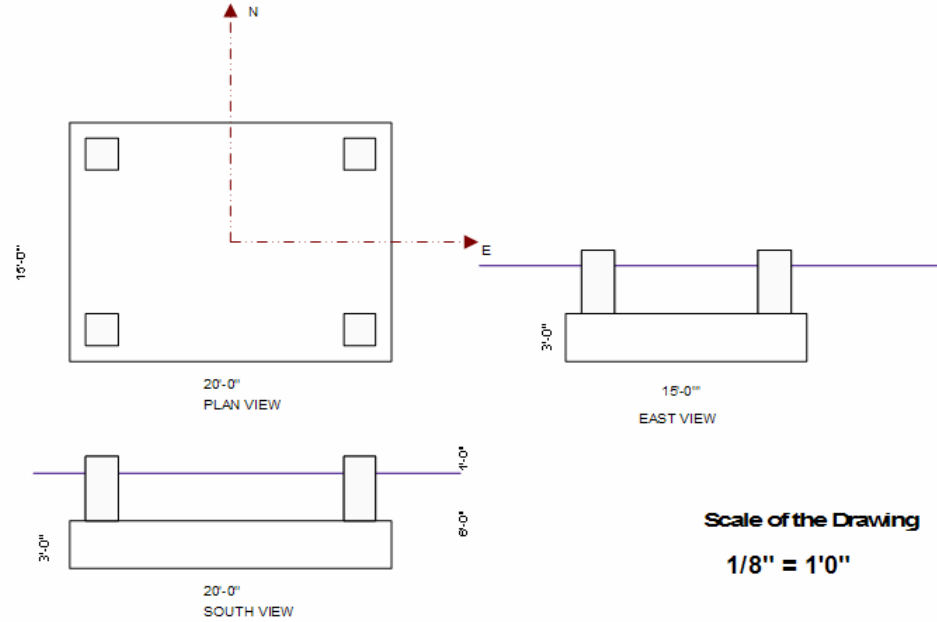 N
E
15'-0"
20'-0"
PLAN VIEW
3'-0"
15'-0""
EAST VIEW
1'-0"
6'-0"
3'-0"
20'-0"
SOUTH VIEW
Scale of the Drawing
1/8" = 1'0"